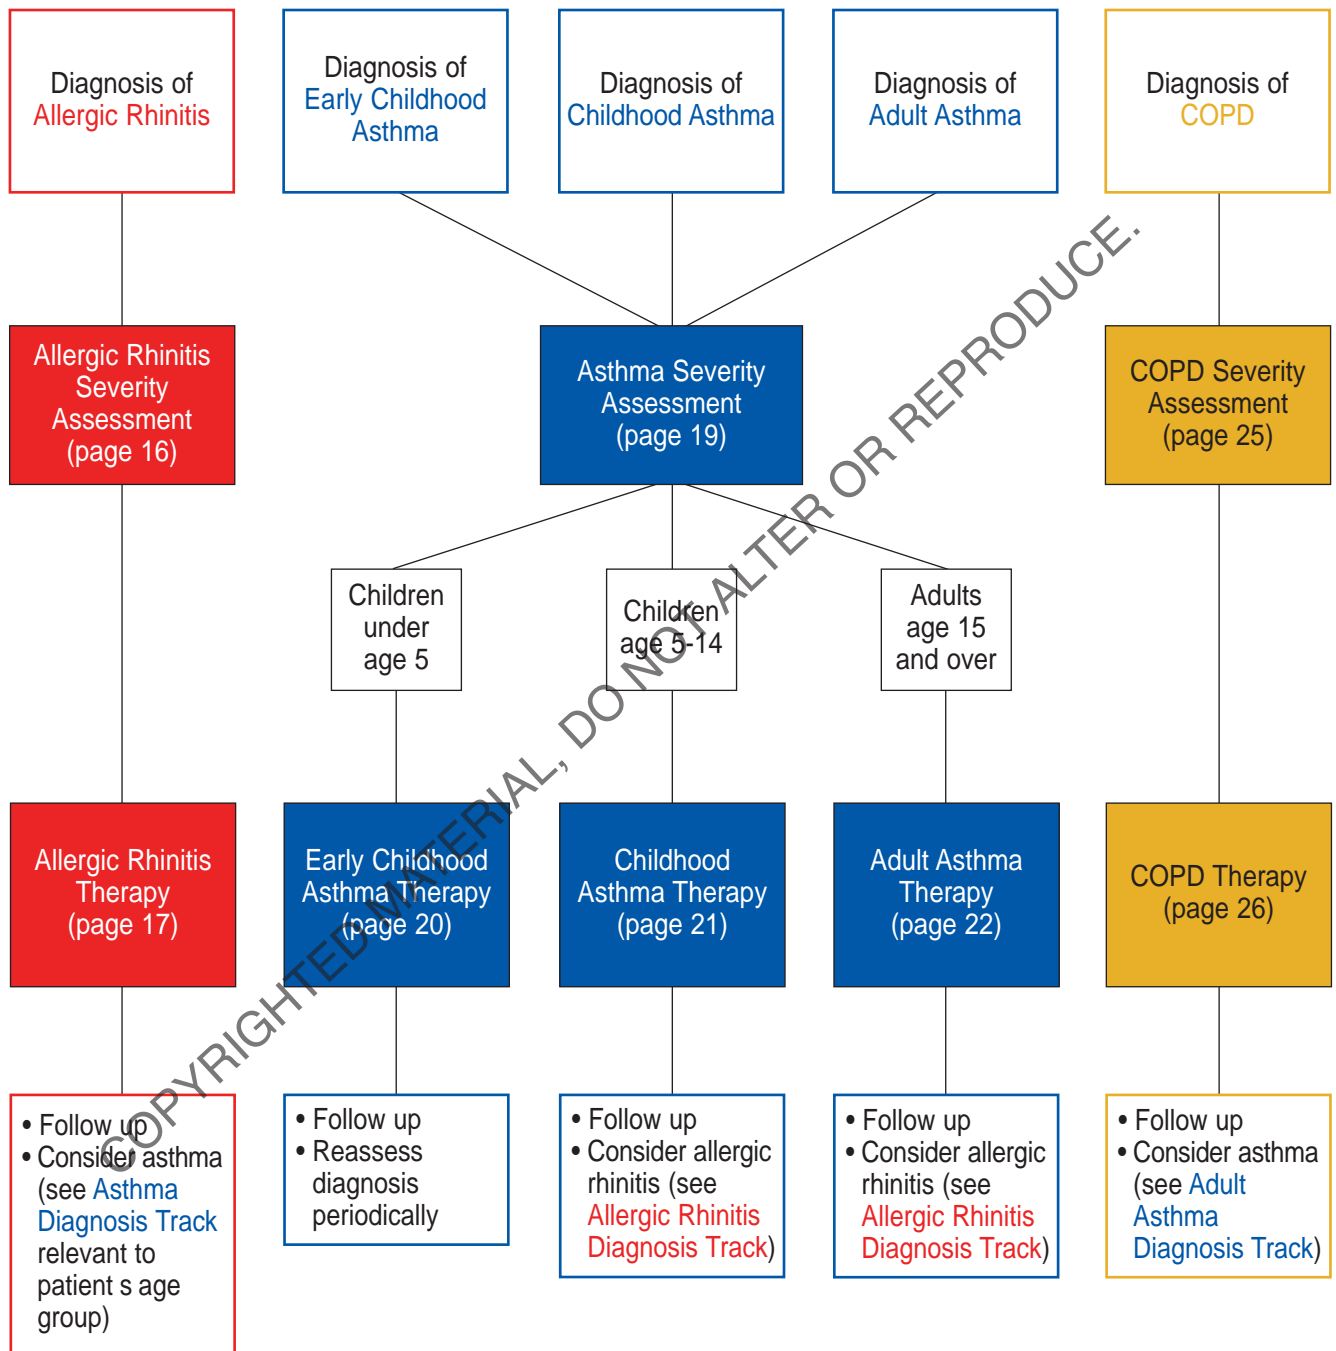 Diagnosis of
Allergic Rhinitis
Diagnosis of
Early Childhood
Asthma
Diagnosis of
Childhood Asthma
Diagnosis of
Adult Asthma
Diagnosis of
COPD
Allergic Rhinitis
Severity
Assessment
(page 16)
Asthma Severity
Assessment
(page 19)
COPD Severity
Assessment
(page 25)
Children
under
age 5
Children
age 5-14
Adults
age 15
and over
Allergic Rhinitis
Therapy
(page 17)
Early Childhood
Asthma Therapy
(page 20)
Childhood
Asthma Therapy
(page 21)
Adult Asthma
Therapy
(page 22)
COPD Therapy
(page 26)
• Follow up
• Consider asthma
(see Asthma
Diagnosis Track
relevant to
patient s age
group)
• Follow up
• Reassess
diagnosis
periodically
• Follow up
• Consider allergic
rhinitis (see
Allergic Rhinitis
Diagnosis Track)
• Follow up
• Consider allergic
rhinitis (see
Allergic Rhinitis
Diagnosis Track)
• Follow up
• Consider asthma
(see Adult
Asthma
Diagnosis Track)
COPYRIGHTED MATERIAL, DO NOT ALTER OR REPRODUCE.